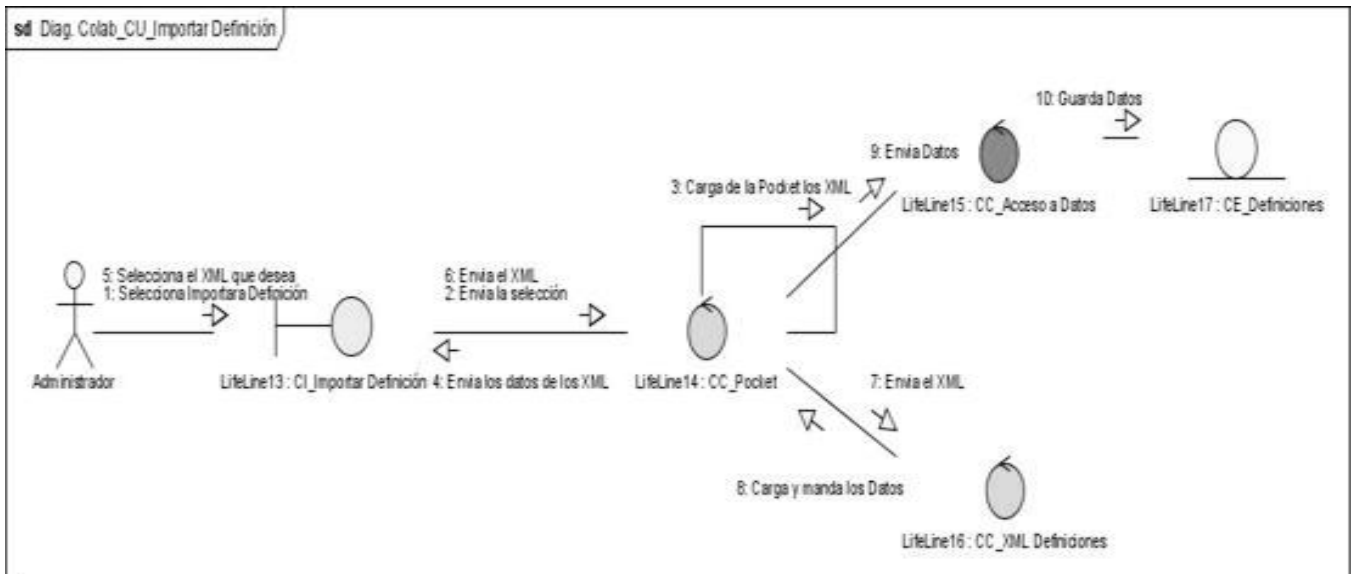 sd Diag. Colab_CU_Importar Definición
10: Guarda Datos
9: Envia Datos
3: Carga de la Pocket los XML
LifeLine15 : CC_Acceso a Datos
LifeLine17 : CE_Definiciones
5: Selecciona el XML que desea
1: Selecciona Importara Definición
6: Envia el XML
2: Envia la selección
Administrador
LifeLine13 : CI_Importar Definición
4: Envia los datos de los XML
LifeLine14 : CC_Pocket
7: Envia el XML
8: Carga y manda los Datos
LifeLine16 : CC_XML Definiciones